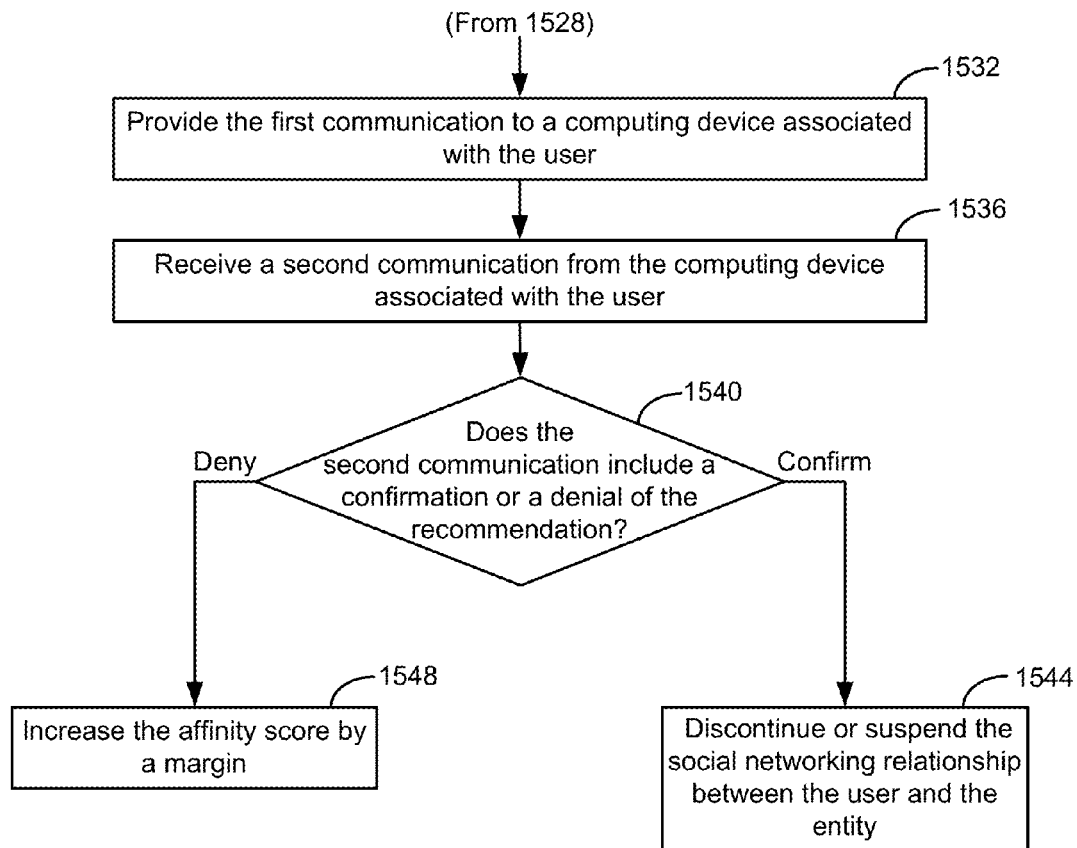 (From 1528)
1532
Provide the first communication to a computing device associated
with the user
1536
Receive a second communication from the computing device
associated with the user
1540
Does the
second communication include a
confirmation or a denial of the
recommendation?
Deny
Confirm
1548
Increase the affinity score by
a margin
1544
Discontinue or suspend the
social networking relationship
between the user and the
entity